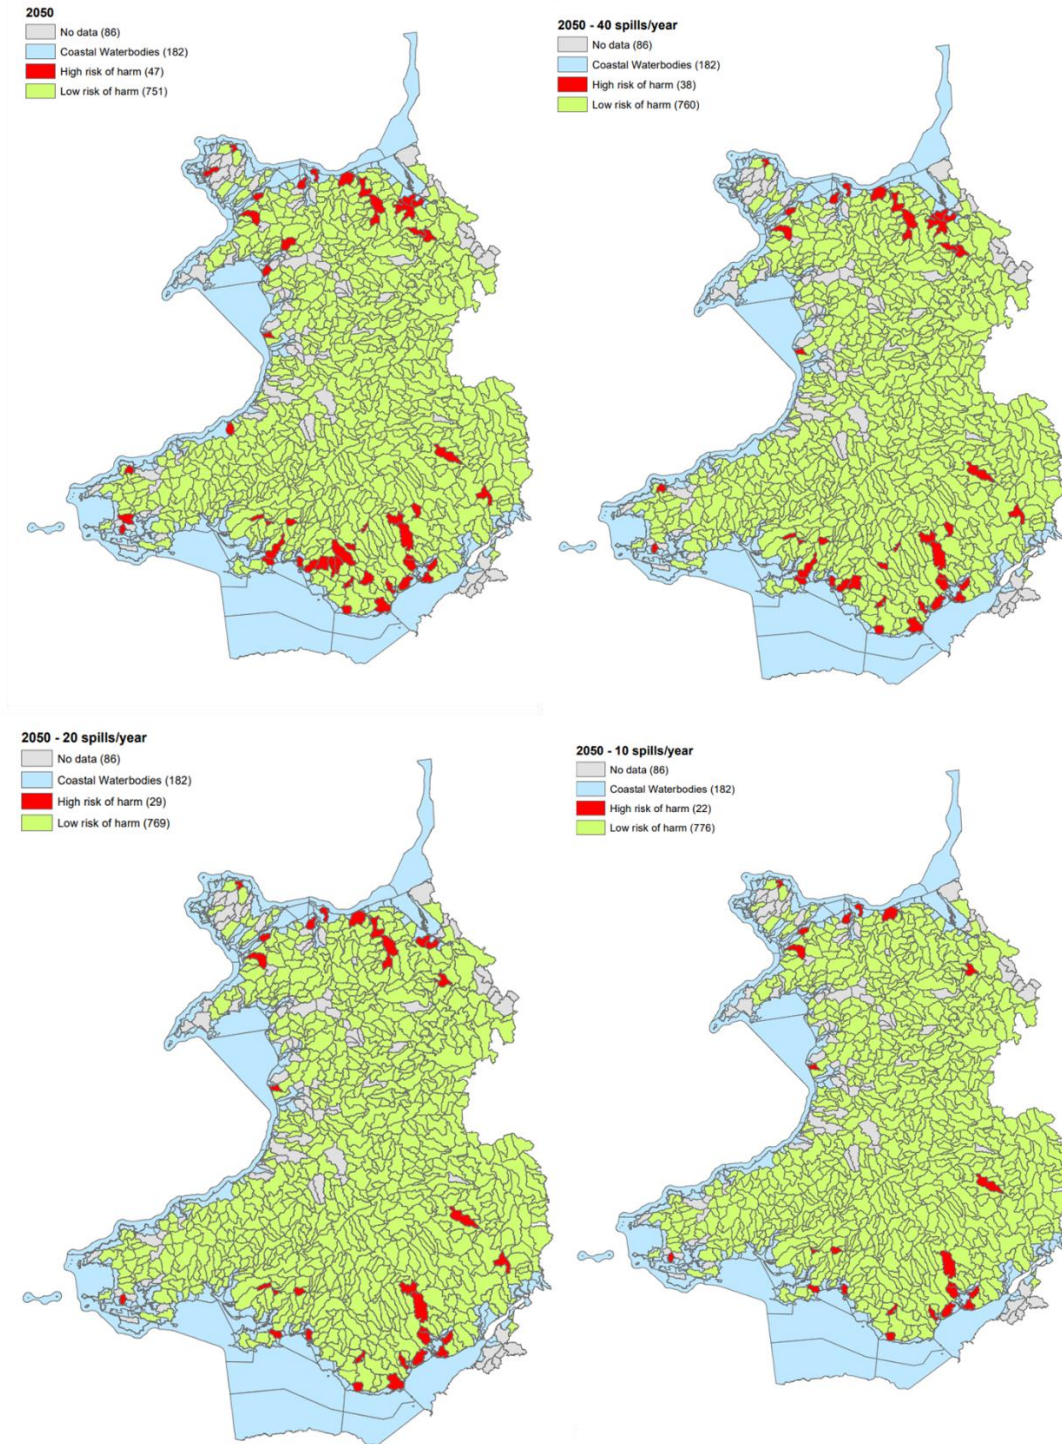 2050
No data (86)
Coastal Waterbodies (182)
High risk of harm (47)
Low risk of harm (751)
2050 - 40 spills/year
No data (86)
Coastal Waterbodies (182)
High risk of harm (38)
Low risk of harm (760)
2050 - 20 spills/year
No data (86)
Coastal Waterbodies (182)
High risk of harm (29)
Low risk of harm (769)
2050 - 10 spills/year
No data (86)
Coastal Waterbodies (182)
High risk of harm (22)
Low risk of harm (776)